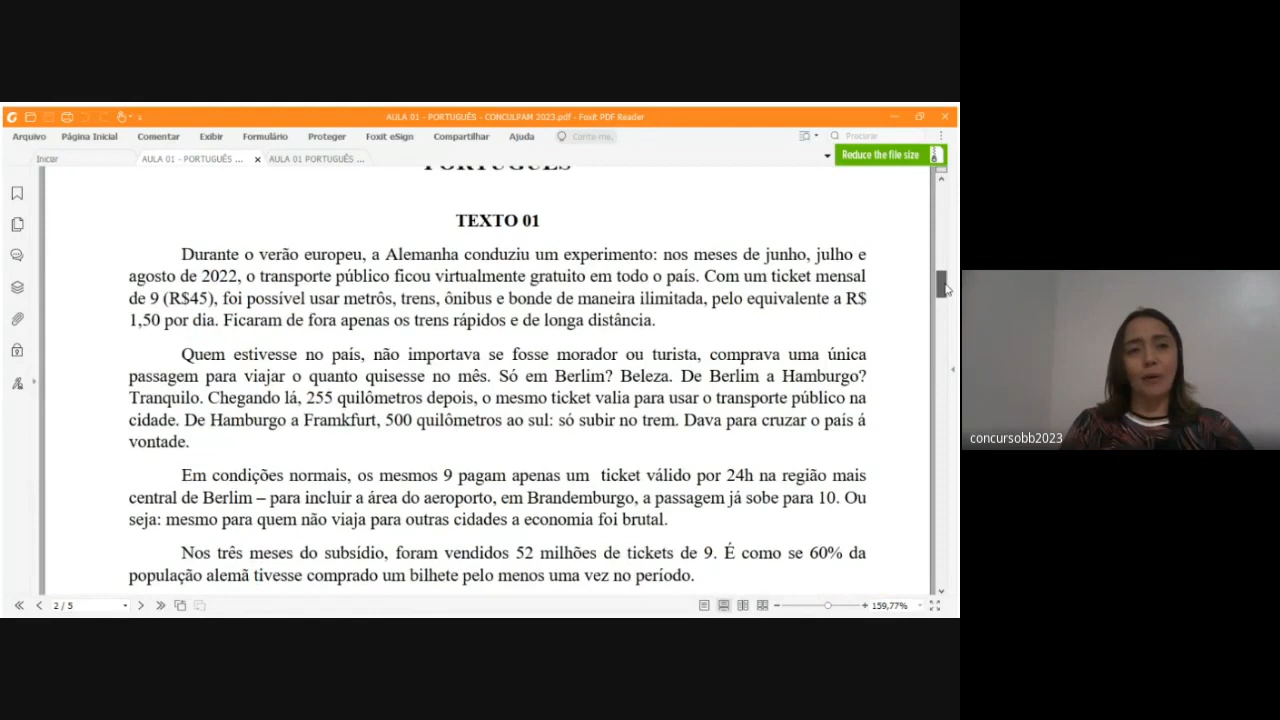 AULA 01 - PORTUGUÊS - CONCULPAM 2023.pdf - Foxit PDF Reader
Arquivo Página Inicial Comentar Exibir Formulário Proteger Foxit eSign Compartilhar Ajuda Conte-me. Procurar
Iniciar AULA 01 - PORTUGUÊS ... AULA 01 PORTUGUÊS ... Reduce the file size
PORTUGUÊS
TEXTO 01
Durante o verão europeu, a Alemanha conduziu um experimento: nos meses de junho, julho e
agosto de 2022, o transporte público ficou virtualmente gratuito em todo o país. Com um ticket mensal
de 9 (R$45), foi possível usar metrôs, trens, ônibus e bonde de maneira ilimitada, pelo equivalente a R$
1,50 por dia. Ficaram de fora apenas os trens rápidos e de longa distância.
Quem estivesse no país, não importava se fosse morador ou turista, comprava uma única
passagem para viajar o quanto quisesse no mês. Só em Berlim? Beleza. De Berlim a Hamburgo?
Tranquilo. Chegando lá, 255 quilômetros depois, o mesmo ticket valia para usar o transporte público na
cidade. De Hamburgo a Framkfurt, 500 quilômetros ao sul: só subir no trem. Dava para cruzar o país á
vontade.
Em condições normais, os mesmos 9 pagam apenas um ticket válido por 24h na região mais
central de Berlim – para incluir a área do aeroporto, em Brandemburgo, a passagem já sobe para 10. Ou
seja: mesmo para quem não viaja para outras cidades a economia foi brutal.
Nos três meses do subsídio, foram vendidos 52 milhões de tickets de 9. É como se 60% da
população alemã tivesse comprado um bilhete pelo menos uma vez no período.
2 / 5 159,77%
concursobb2023